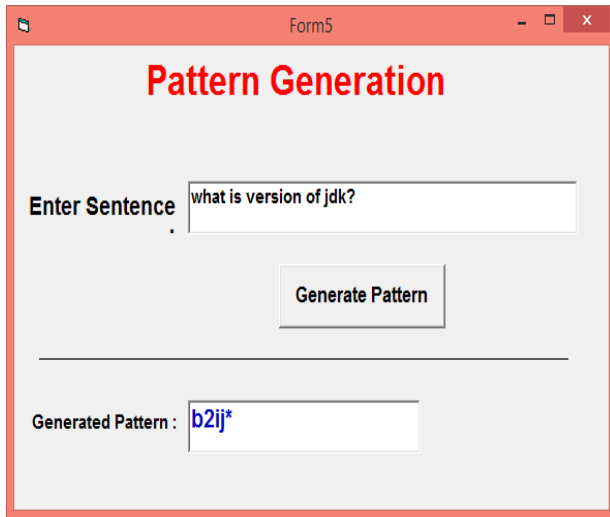 Form5
Pattern Generation
Enter Sentence
what is version of jdk?
Generate Pattern
Generated Pattern :
b2ij*